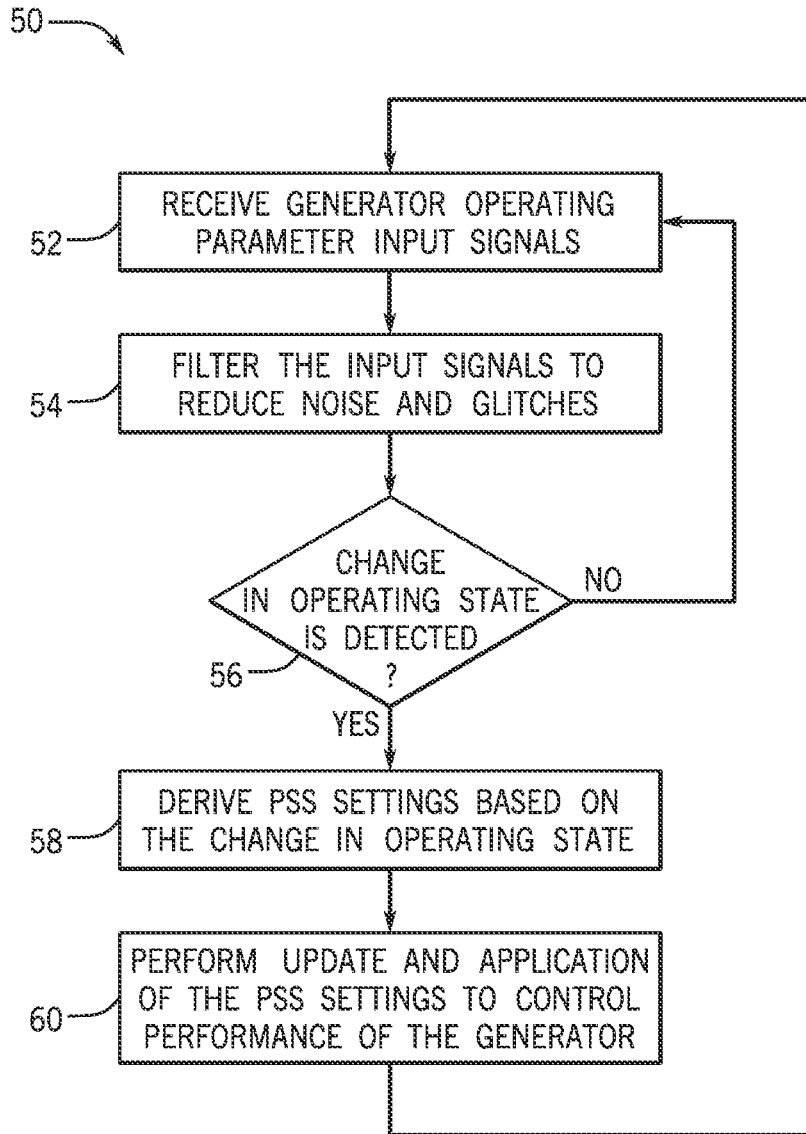 50
RECEIVE GENERATOR OPERATING
PARAMETER INPUT SIGNALS
52
FILTER THE INPUT SIGNALS TO
REDUCE NOISE AND GLITCHES
54
CHANGE
IN OPERATING STATE
IS DETECTED
?
NO
56
YES
DERIVE PSS SETTINGS BASED ON
THE CHANGE IN OPERATING STATE
58
PERFORM UPDATE AND APPLICATION
OF THE PSS SETTINGS TO CONTROL
PERFORMANCE OF THE GENERATOR
60